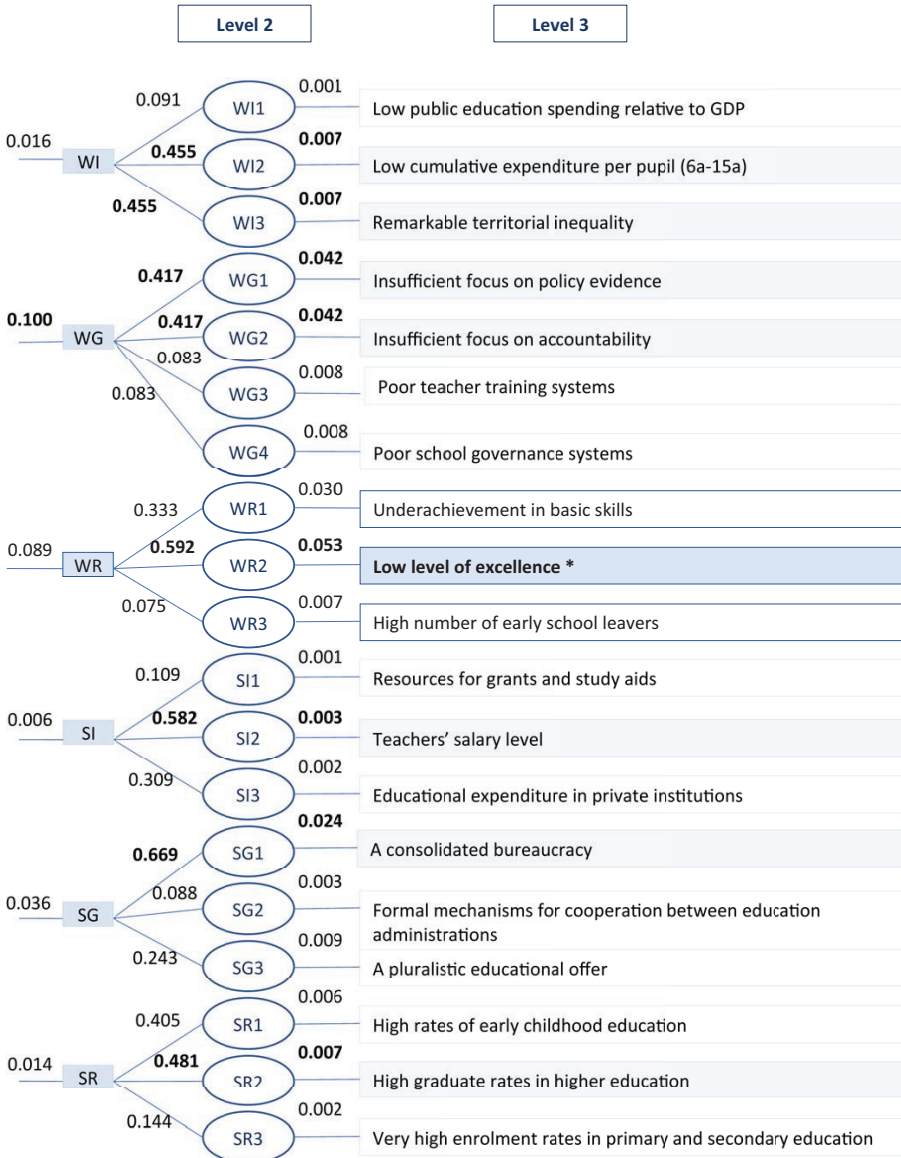 Level 2 Level 3
0.001
0.091 WI1 Low public education spending relative to GDP
0.016 0.007
WI 0.455 WI2 Low cumulative expenditure per pupil (6a-15a)
0.007
0.455 WI3 Remarkable territorial inequality
0.042
0.417 WG1 Insufficient focus on policy evidence
0.100 0.042
WG 0.417 WG2 Insufficient focus on accountability
0.083 0.008
0.083 WG3 Poor teacher training systems
0.008
WG4 Poor school governance systems
0.030
0.333 WR1 Underachievement in basic skills
0.089 0.053
WR 0.592 WR2 Low level of excellence *
0.007
0.075 WR3 High number of early school leavers
0.001
0.109 SI1 Resources for grants and study aids
0.006 0.003
SI 0.582 SI2 Teachers’ salary level
0.002
0.309 SI3 Educational expenditure in private institutions
0.024
0.669 SG1 A consolidated bureaucracy
0.036 0.088 0.003
SG SG2 Formal mechanisms for cooperation between education
administrations
0.009
0.243 SG3 A pluralistic educational offer
0.006
0.405 SR1 High rates of early childhood education
0.014 0.007
SR 0.481 SR2 High graduate rates in higher education
0.002
0.144 SR3 Very high enrolment rates in primary and secondary education